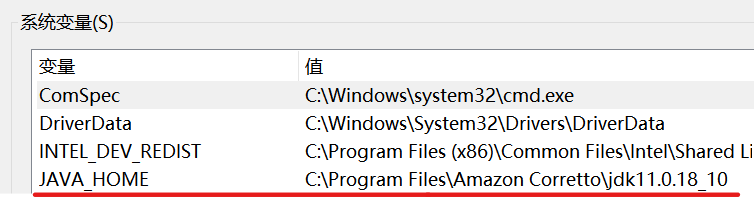 系统变量(S)
变量 值
ComSpec C:\Windows\system32\cmd.exe
DriverData C:\Windows\System32\Drivers\DriverData
INTEL_DEV_REDIST C:\Program Files (x86)\Common Files\Intel\Shared Li
JAVA_HOME C:\Program Files\Amazon Corretto\jdk11.0.18_10